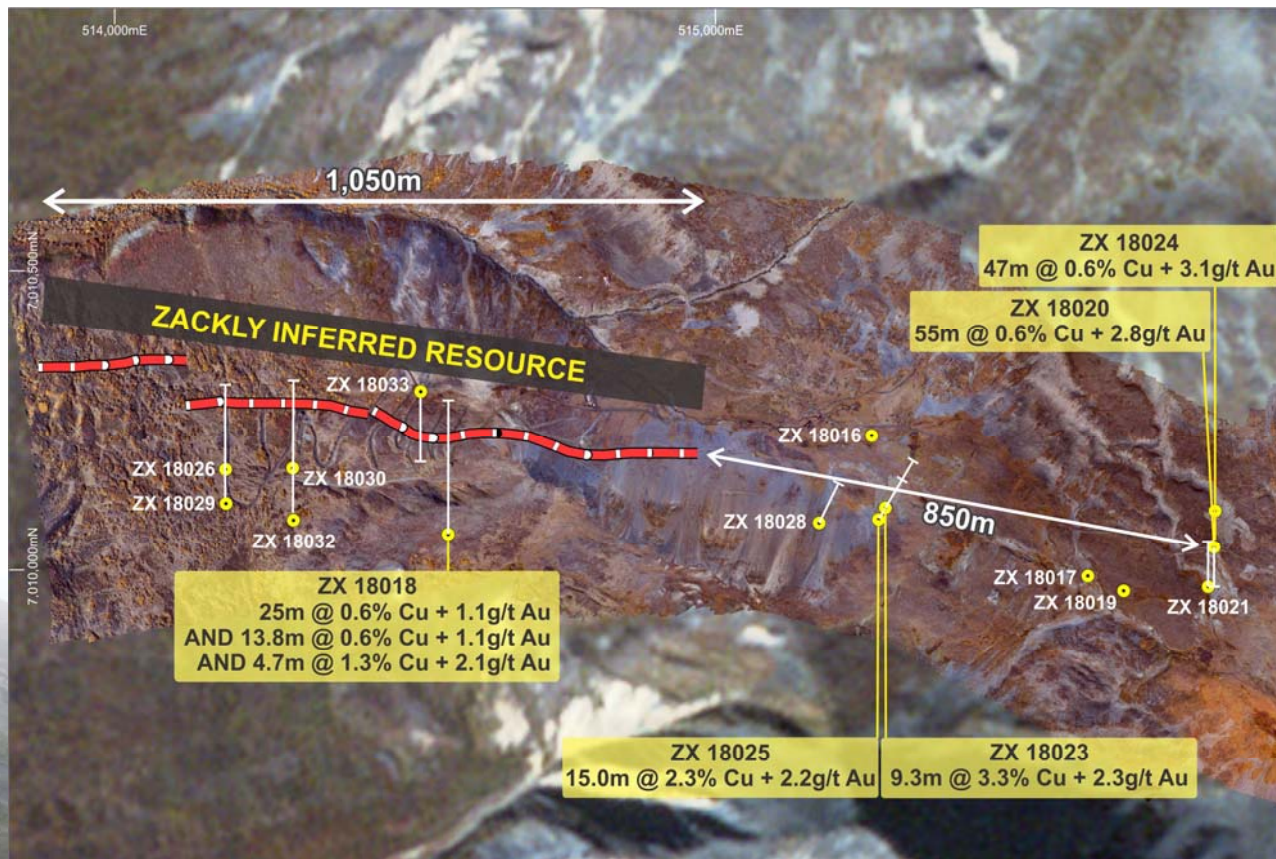 514,000mE
515,000mE
1,050m
7,010,500mN
ZX 18024
47m @ 0.6% Cu + 3.1g/t Au
ZX 18020
55m @ 0.6% Cu + 2.8g/t Au
ZACKLY INFERRED RESOURCE
ZX 18033
ZX 18016
ZX 18026
ZX 18030
ZX 18029
ZX 18032
ZX 18028
850m
7,010,000mN
ZX 18017
ZX 18019
ZX 18021
ZX 18018
25m @ 0.6% Cu + 1.1g/t Au
AND 13.8m @ 0.6% Cu + 1.1g/t Au
AND 4.7m @ 1.3% Cu + 2.1g/t Au
ZX 18025
15.0m @ 2.3% Cu + 2.2g/t Au
ZX 18023
9.3m @ 3.3% Cu + 2.3g/t Au